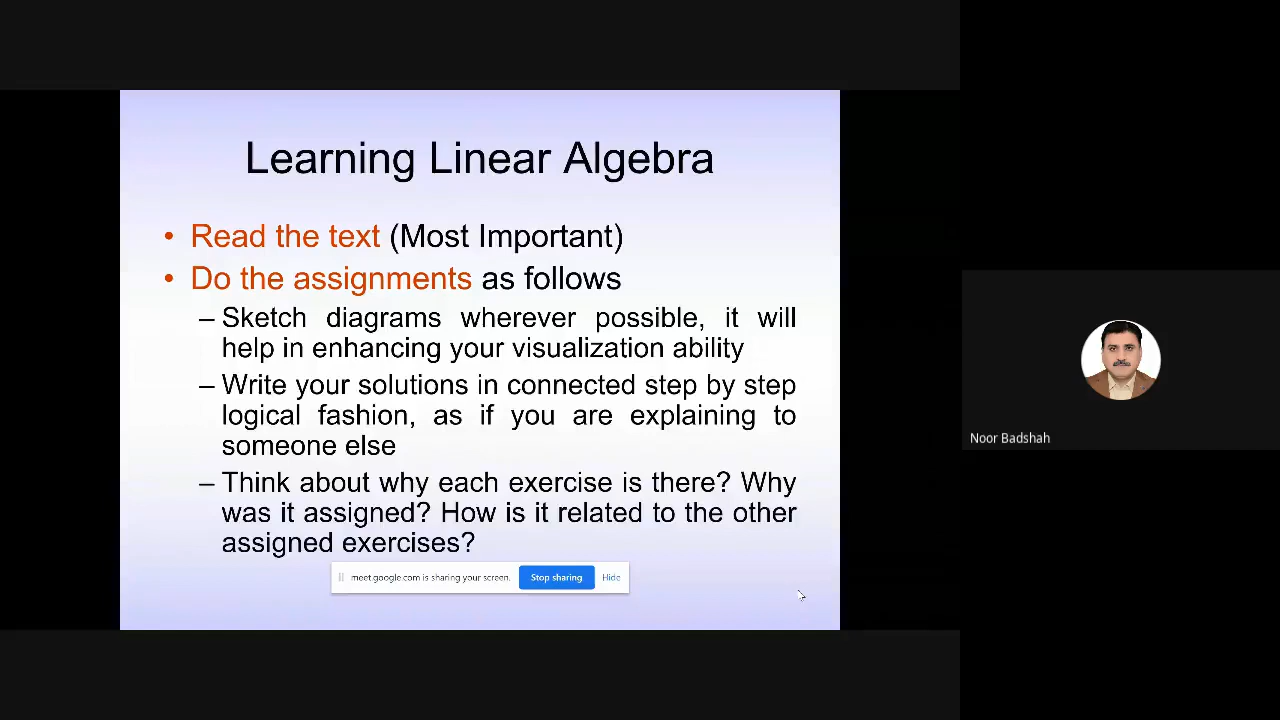 Learning Linear Algebra
• Read the text (Most Important)
• Do the assignments as follows
– Sketch diagrams wherever possible, it will
help in enhancing your visualization ability
– Write your solutions in connected step by step
logical fashion, as if you are explaining to
someone else
– Think about why each exercise is there? Why
was it assigned? How is it related to the other
assigned exercises?
meet.google.com is sharing your screen. Stop sharing Hide
Noor Badshah